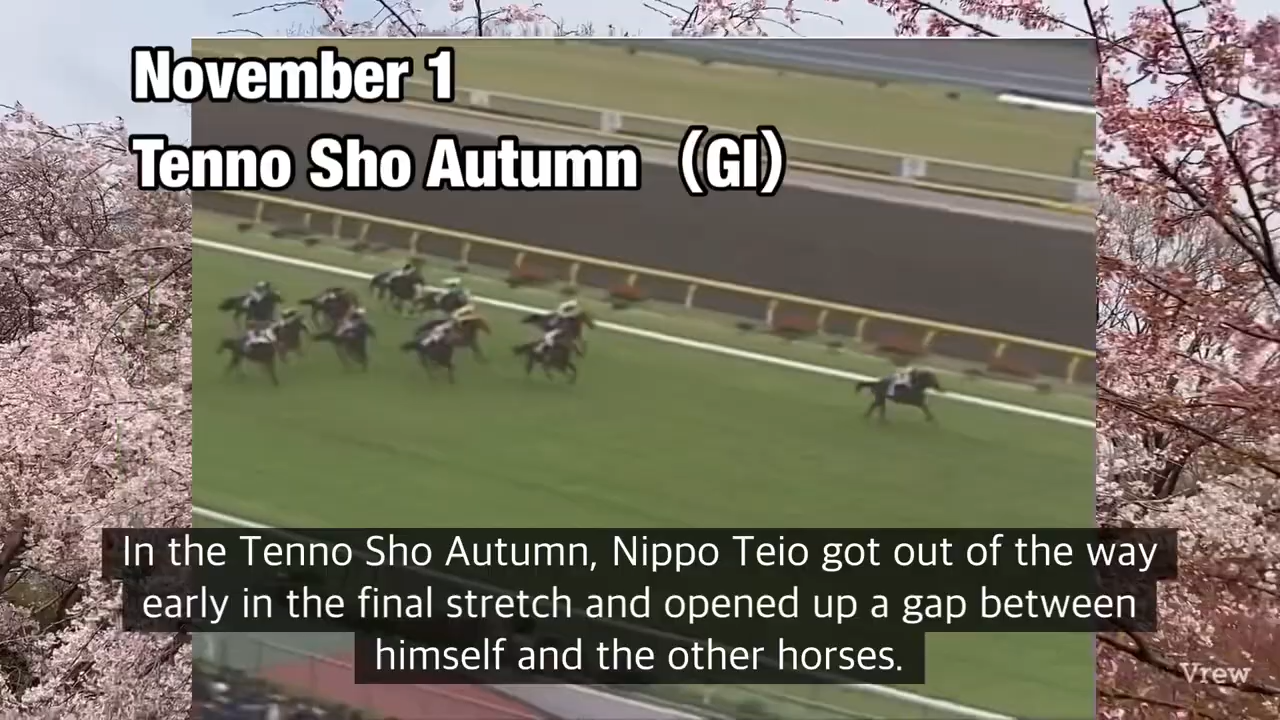 November 1
Tenno Sho Autumn（GI）
In the Tenno Sho Autumn, Nippo Teio got out of the way
early in the final stretch and opened up a gap between
himself and the other horses.
Vrew